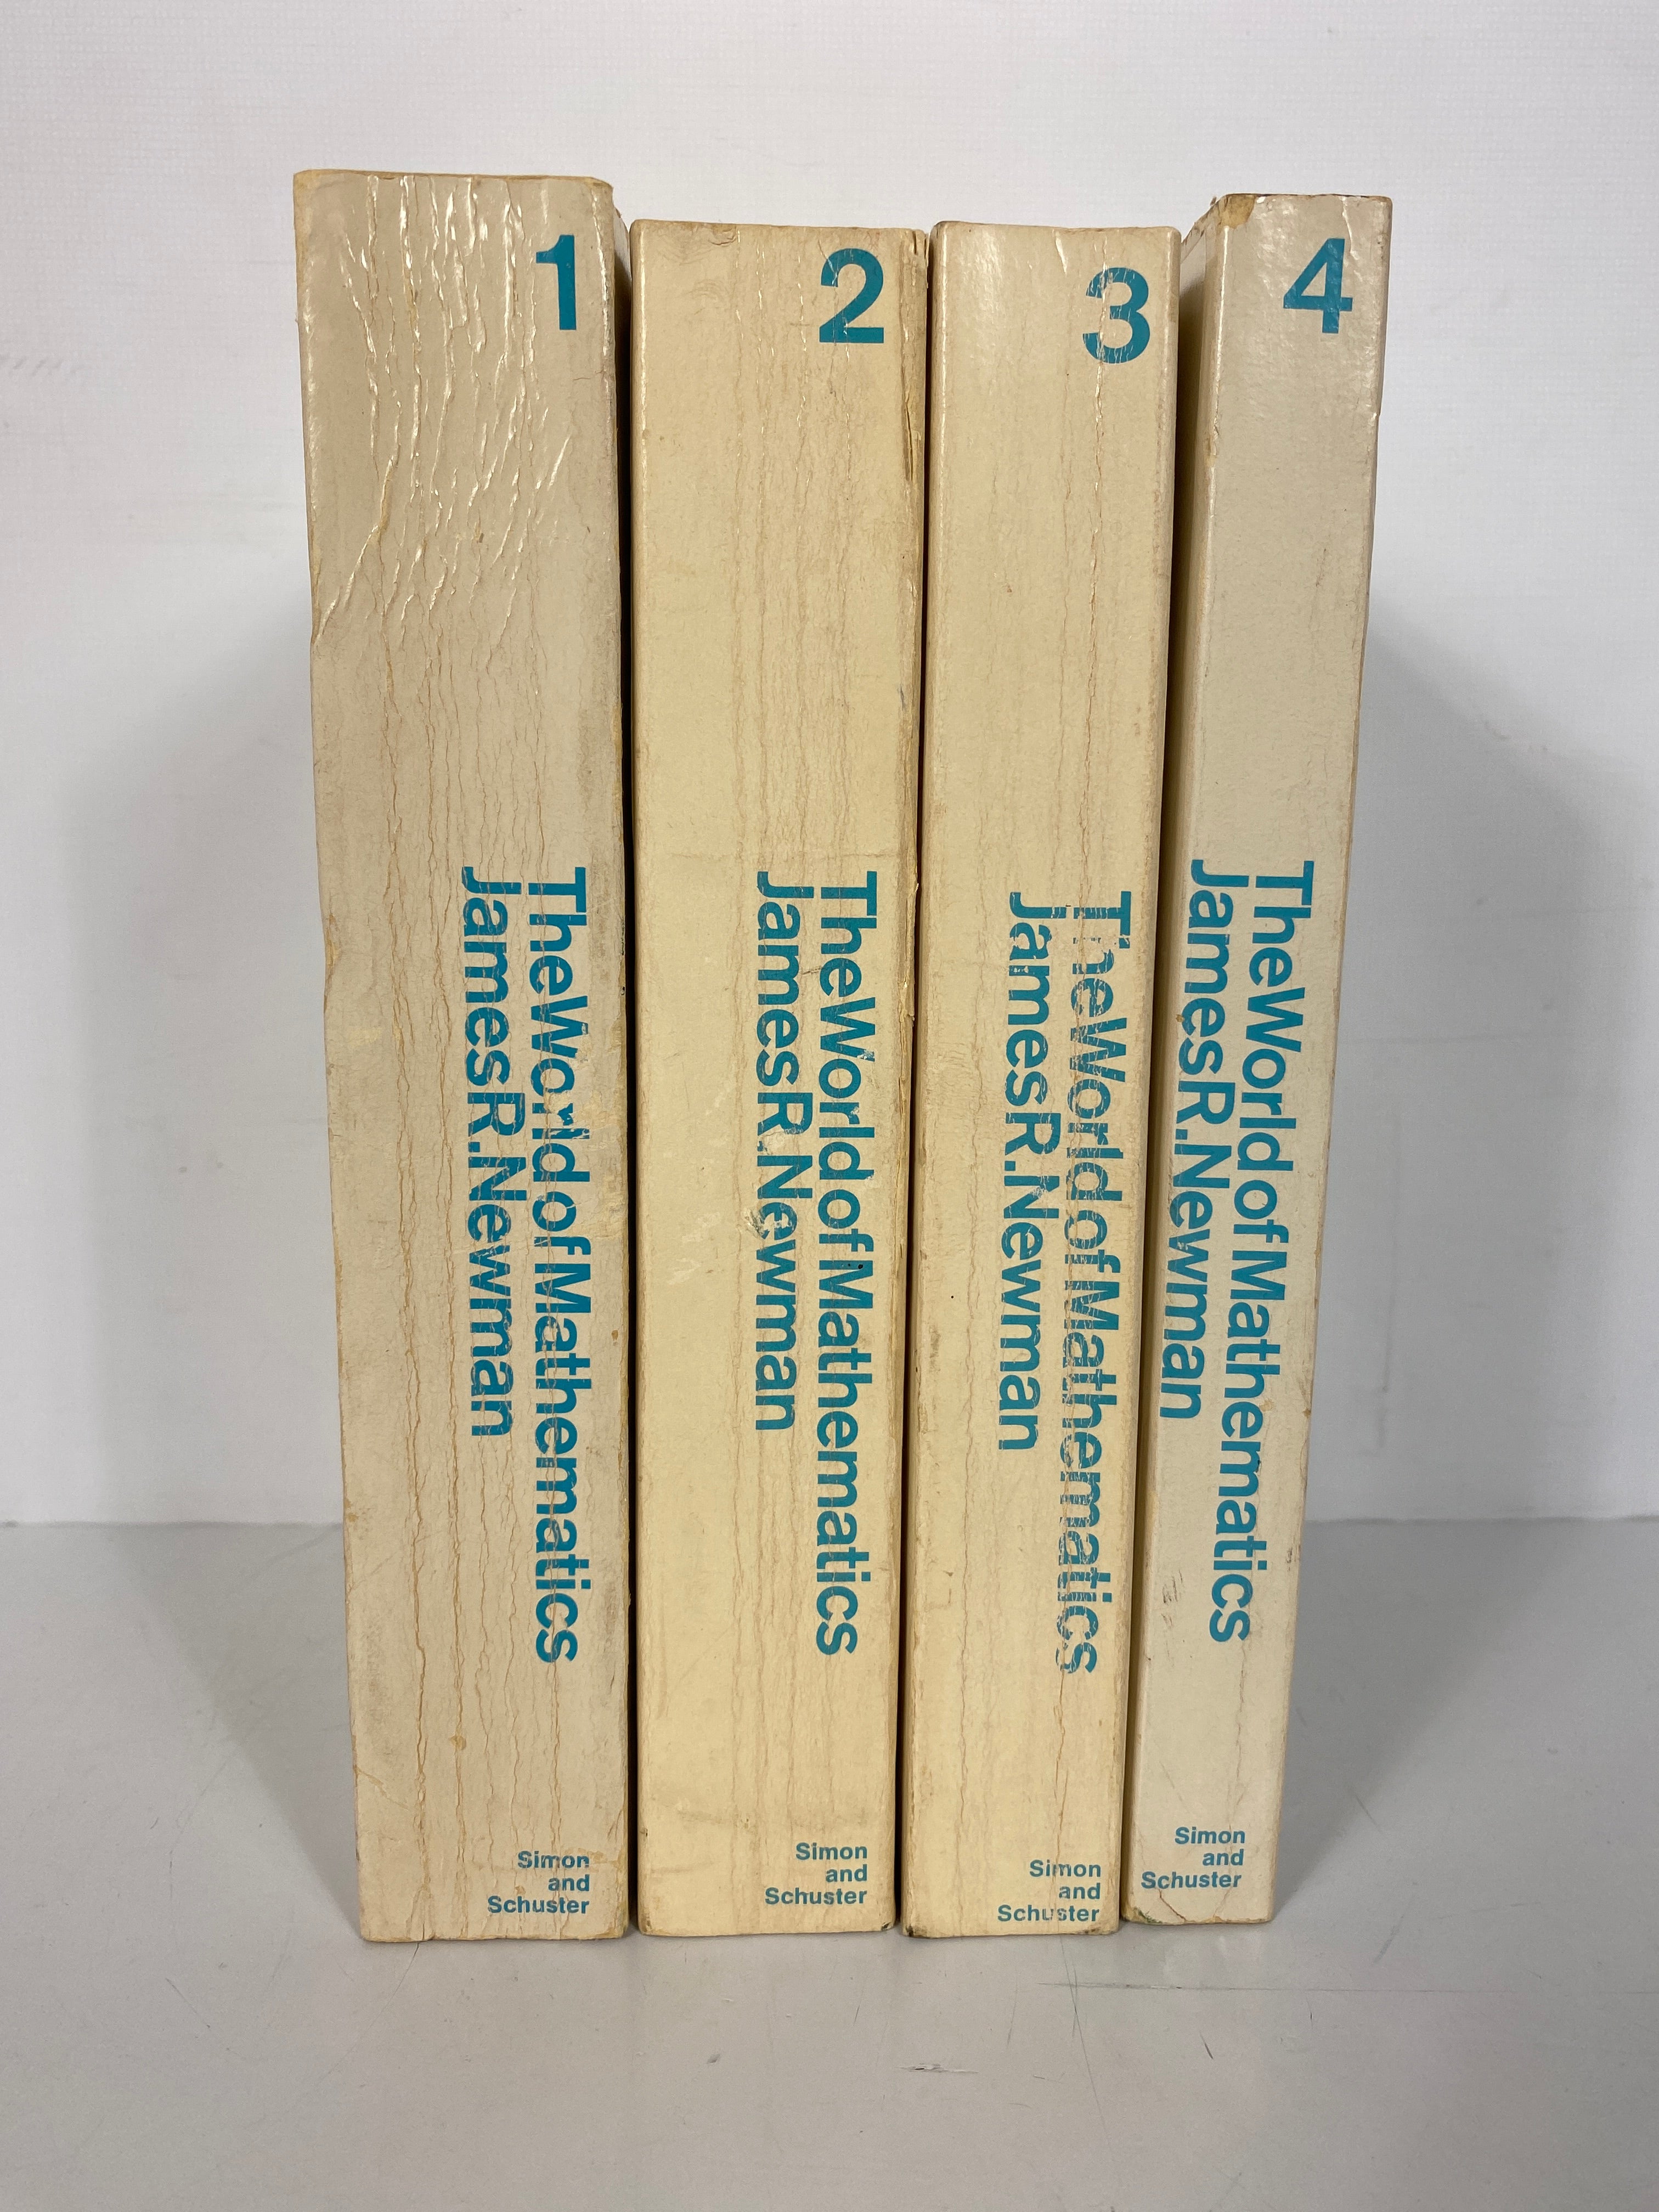 1
The World of Mathematics
James R. Newman
Simon
and
Schuster
2
The World of Mathematics
James R. Newman
Simon
and
Schuster
3
The World of Mathematics
James R. Newman
Simon
and
Schuster
4
The World of Mathematics
James R. Newman
Simon
and
Schuster